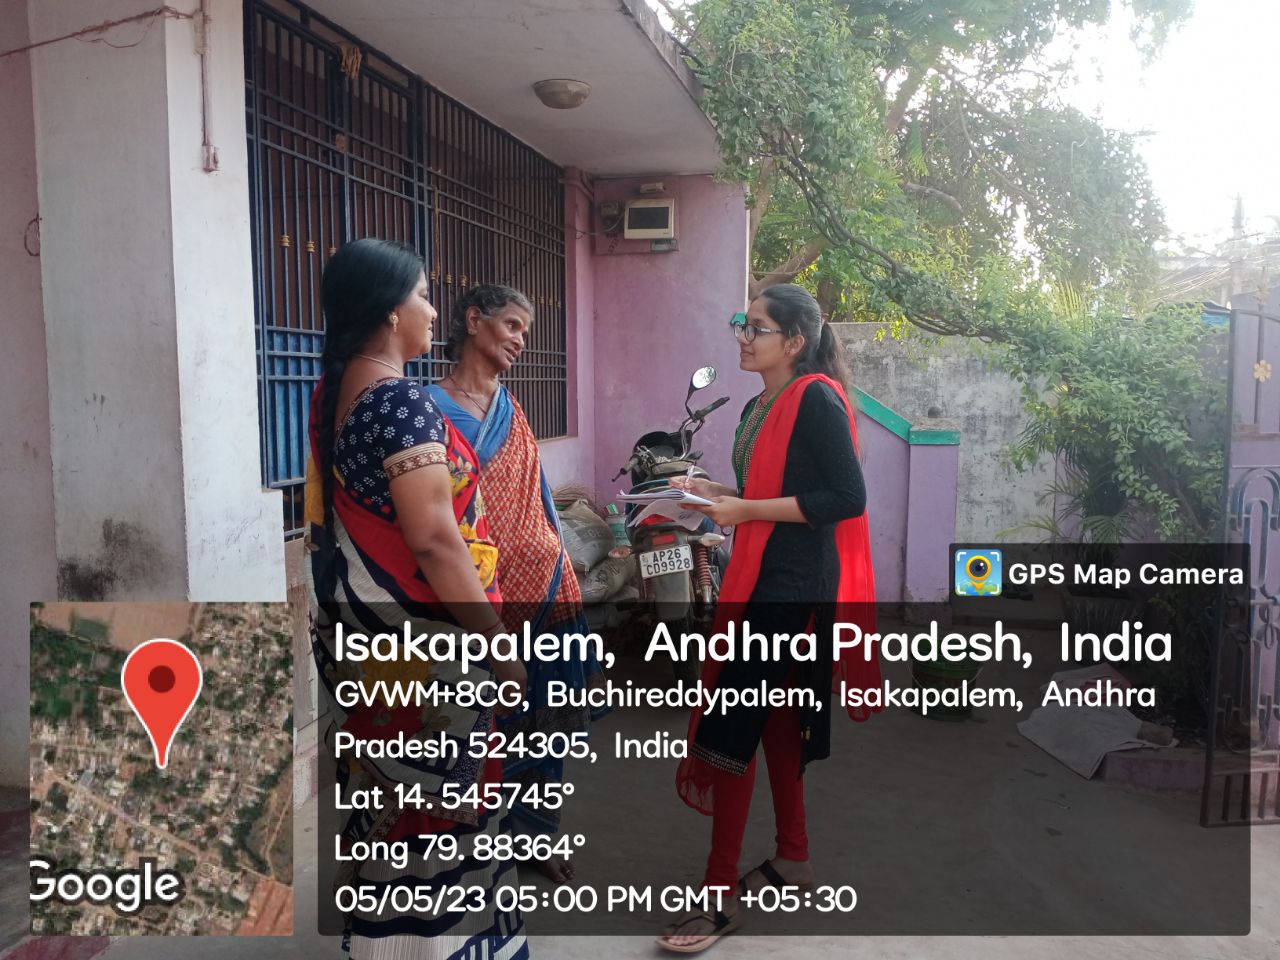 AP26
CD9928
GPS Map Camera
Isakapalem, Andhra Pradesh, India
GVWM+8CG, Buchireddypalem, Isakapalem, Andhra
Pradesh 524305, India
Lat 14.545745°
Long 79.88364°
05/05/23 05:00 PM GMT +05:30
Google